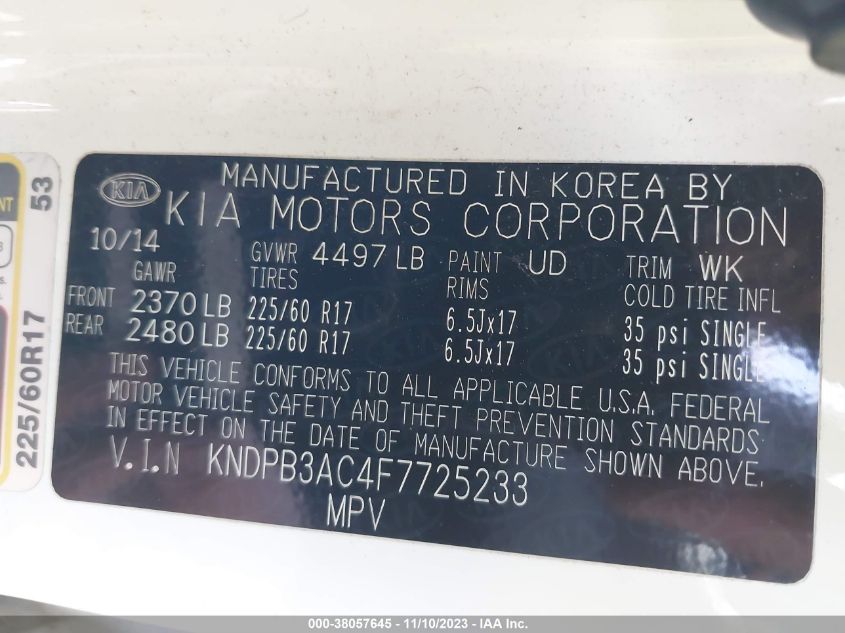 KIA
MANUFACTURED IN KOREA BY
KIA MOTORS CORPORATION
10/14 GVWR 4497 LB PAINT UD TRIM WK
GAWR TIRES RIMS COLD TIRE INFL
FRONT 2370 LB 225/60 R17 6.5Jx17 35 psi SINGLE
REAR 2480 LB 225/60 R17 6.5Jx17 35 psi SINGLE
THIS VEHICLE CONFORMS TO ALL APPLICABLE U.S.A. FEDERAL
MOTOR VEHICLE SAFETY AND THEFT PREVENTION STANDARDS
IN EFFECT ON THE DATE OF MANUFACTURE SHOWN ABOVE.
V.I.N KNDPB3AC4F7725233
MPV
225/60R17 53
000-38057645 - 11/10/2023 - IAA Inc.